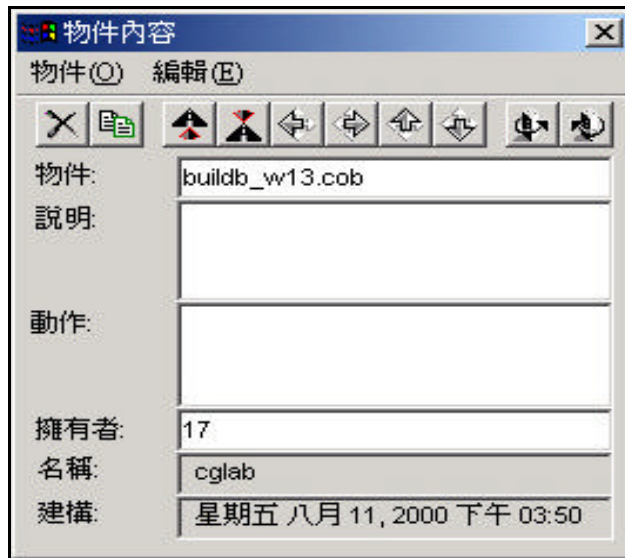 物件內容
物件(O) 編輯(E)
物件: buildb_w13.cob
說明:
動作:
擁有者: 17
名稱: cglab
建構: 星期五 八月 11, 2000 下午 03:50